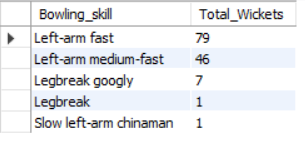 Bowling_skill Total_Wickets
Left-arm fast 79
Left-arm medium-fast 46
Legbreak googly 7
Legbreak 1
Slow left-arm chinaman 1